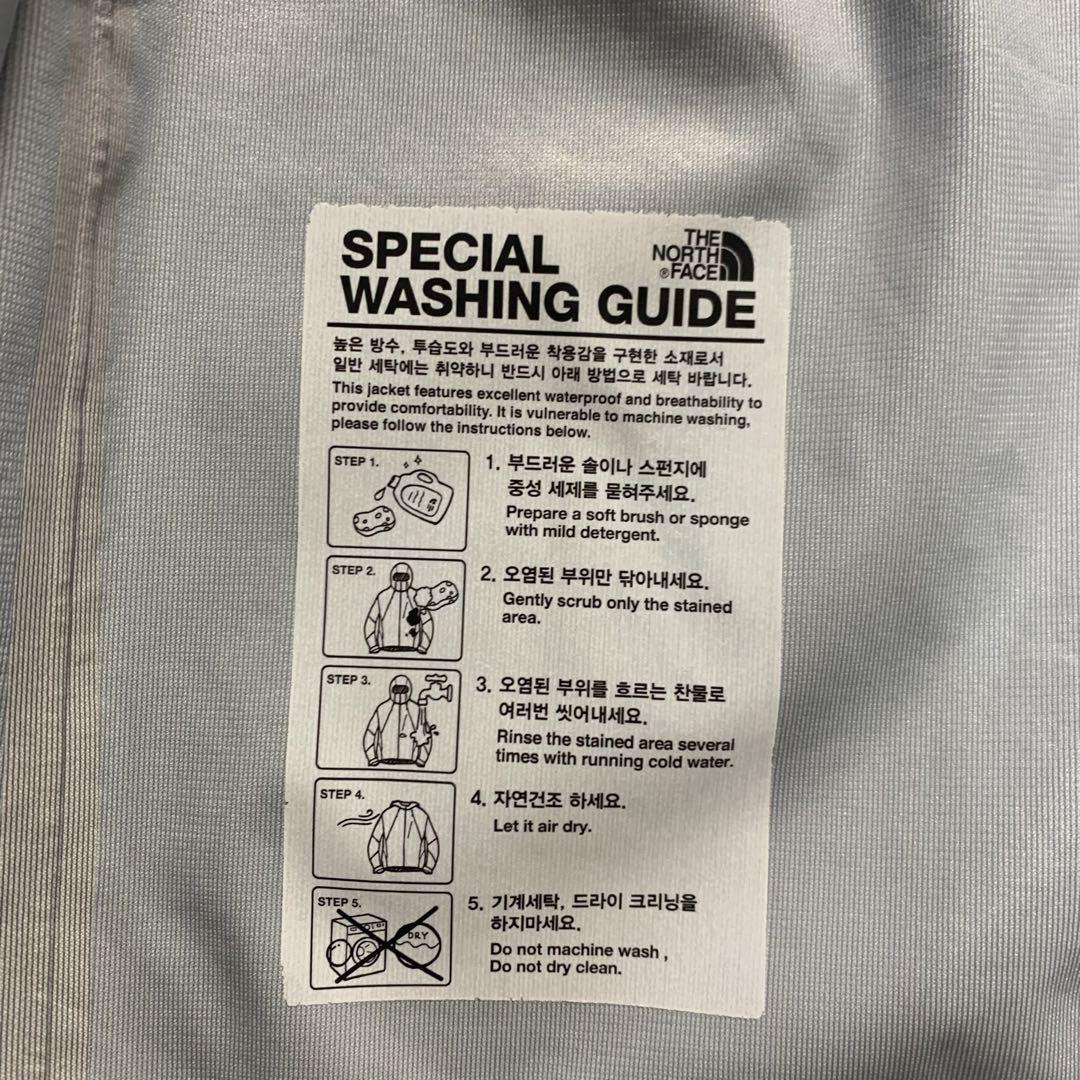 SPECIAL
WASHING GUIDE
THE
NORTH
®FACE
높은 방수, 투습도와 부드러운 착용감을 구현한 소재로서
일반 세탁에는 취약하니 반드시 아래 방법으로 세탁 바랍니다.
This jacket features excellent waterproof and breathability to
provide comfortability. It is vulnerable to machine washing,
please follow the instructions below.
STEP 1.
1. 부드러운 솔이나 스펀지에
중성 세제를 묻혀주세요.
Prepare a soft brush or sponge
with mild detergent.
STEP 2.
2. 오염된 부위만 닦아내세요.
Gently scrub only the stained
area.
STEP 3.
3. 오염된 부위를 흐르는 찬물로
여러번 씻어내세요.
Rinse the stained area several
times with running cold water.
STEP 4.
4. 자연건조 하세요.
Let it air dry.
STEP 5.
DRY
5. 기계세탁, 드라이 크리닝을
하지마세요.
Do not machine wash ,
Do not dry clean.